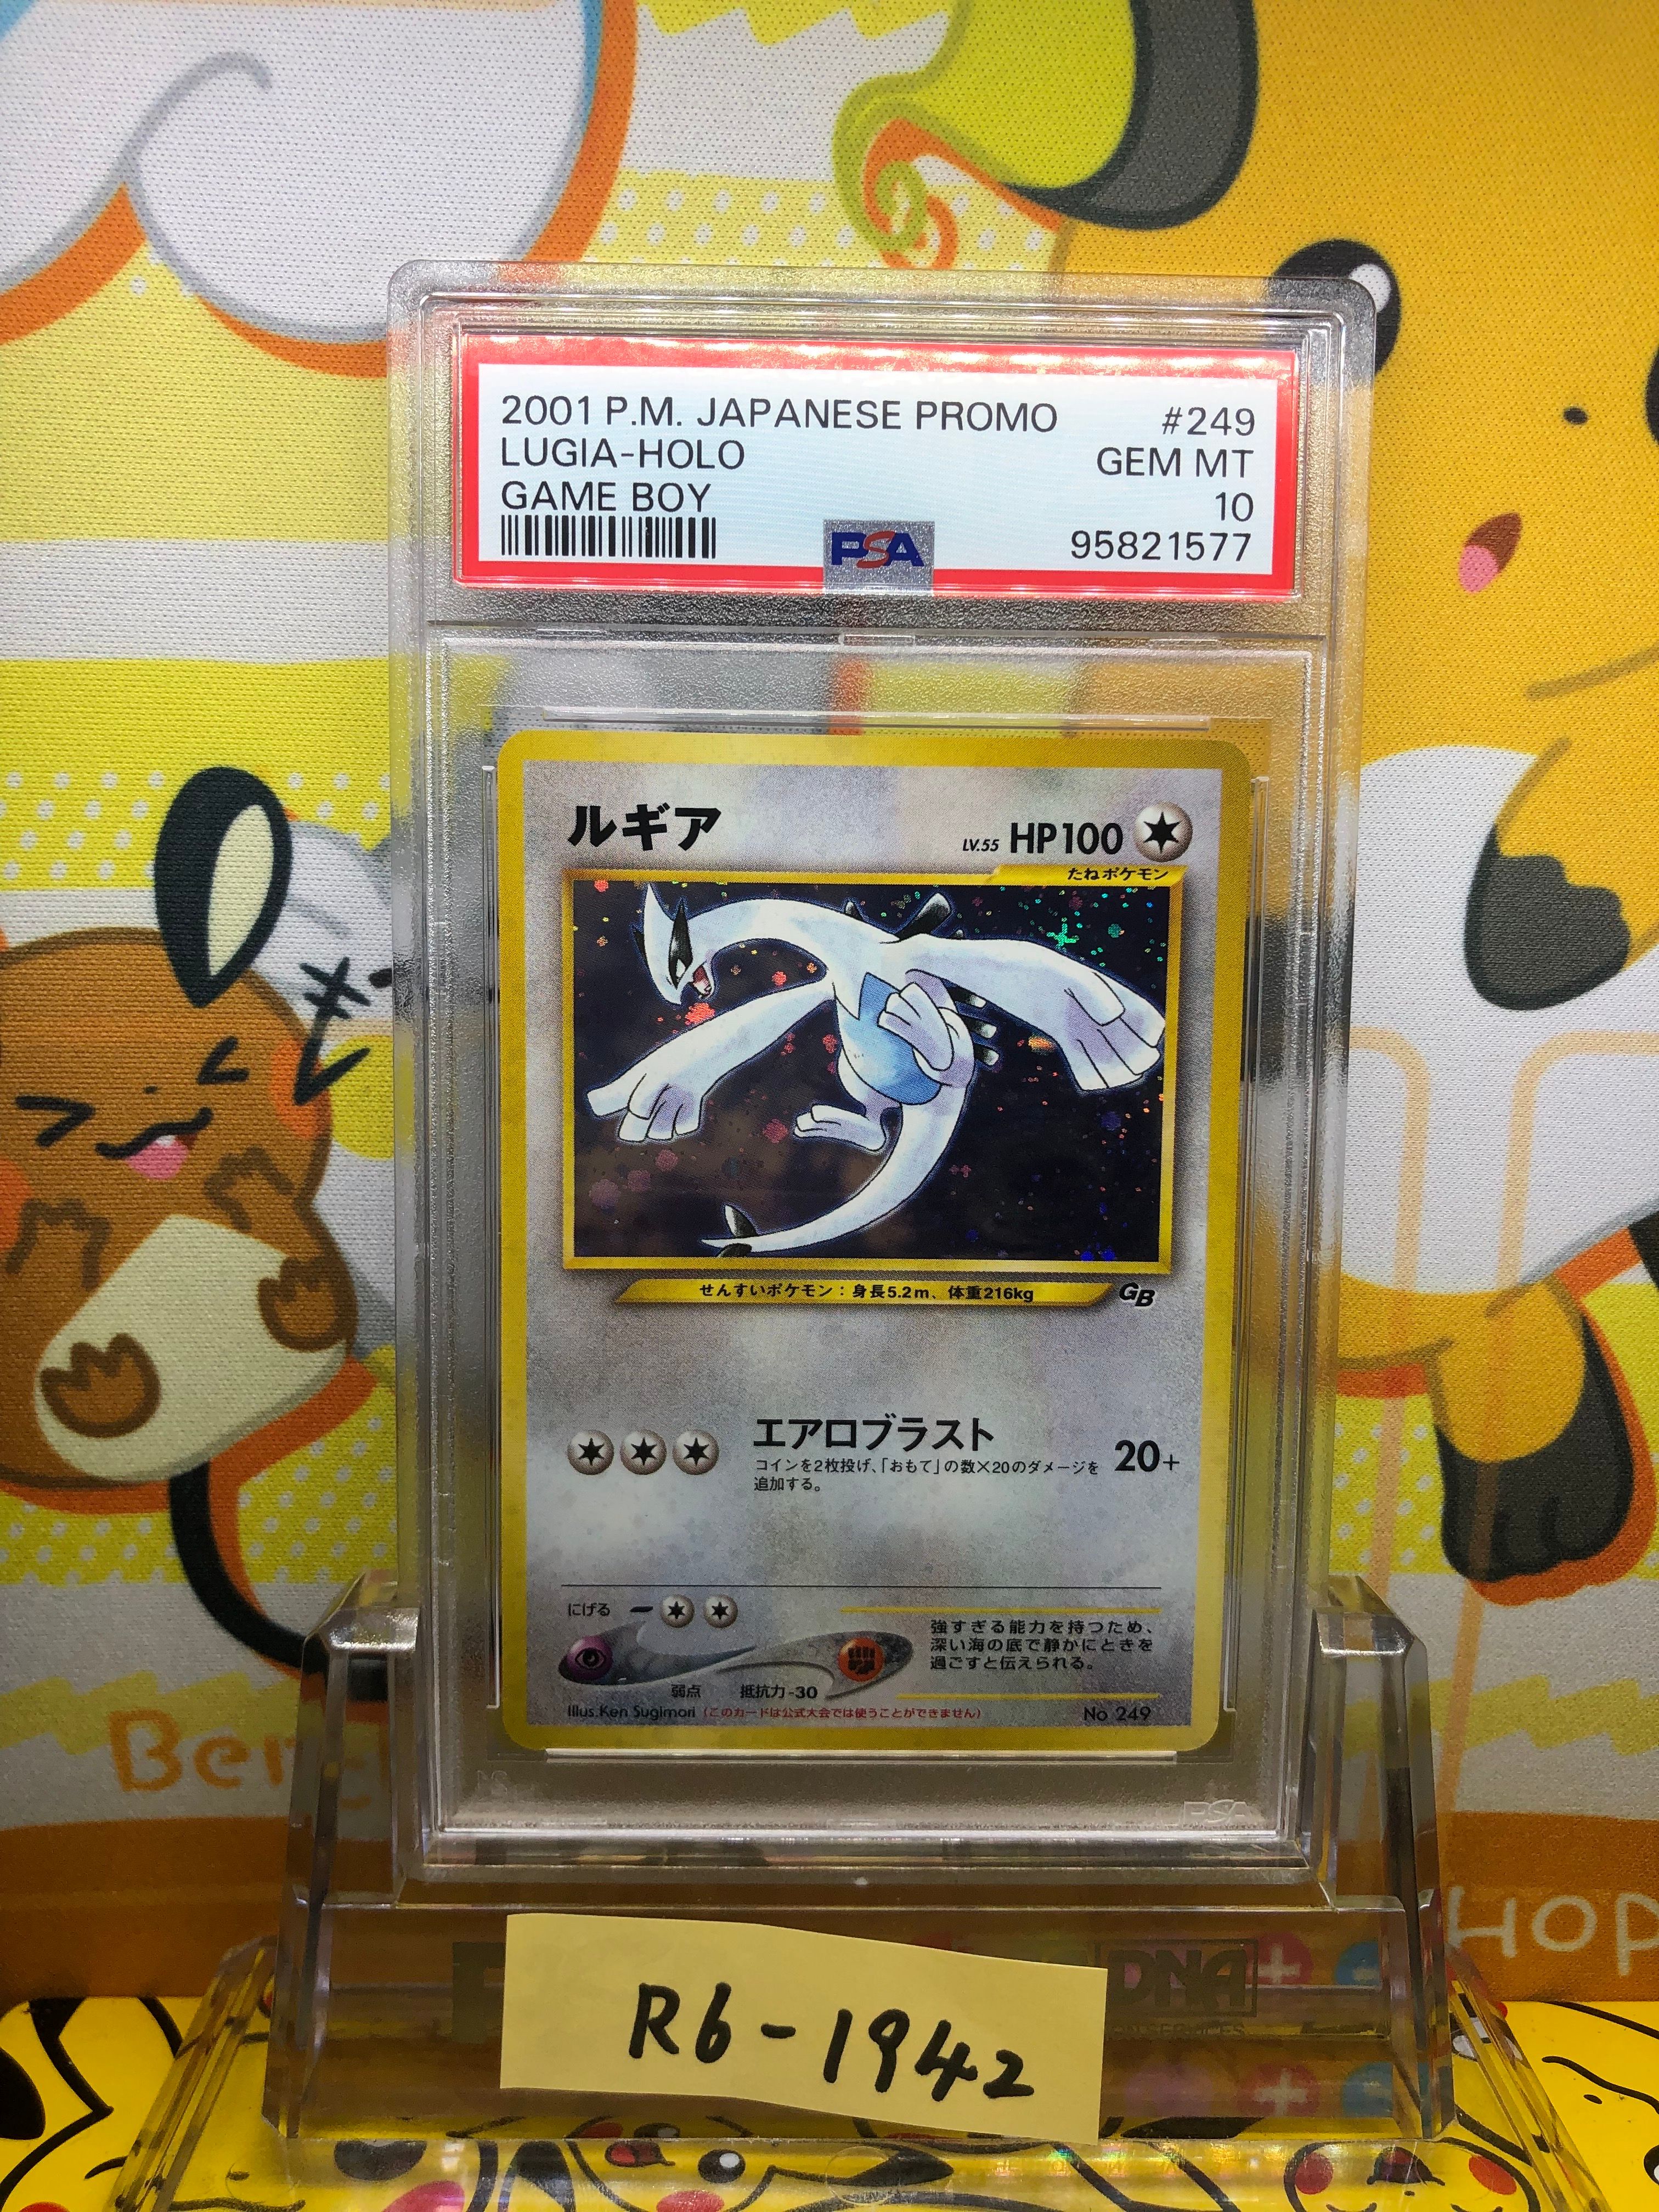 2001 P.M. JAPANESE PROMO #249
LUGIA-HOLO GEM MT
GAME BOY 10
PSA 95821577
ルギア LV.55 HP100
たねポケモン
せんすいポケモン：身長5.2m、体重216kg GB
エアロブラスト 20+
コインを2枚投げ、「おもて」の数×20のダメージを
追加する。
にげる
強すぎる能力を持つため、
深い海の底で静かにときを
過ごすと伝えられる。
弱点 抵抗力-30
Illus.Ken Sugimori (このカードは公式大会では使うことができません) No 249
PSA
HOP
DNA
R6-1942